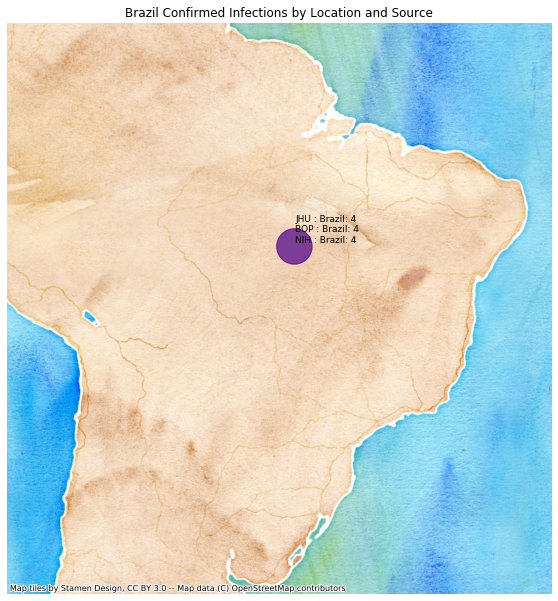 Brazil Confirmed Infections by Location and Source
JHU : Brazil: 4
BOP : Brazil: 4
NIH : Brazil: 4
Map tiles by Stamen Design, CC BY 3.0 -- Map data (C) OpenStreetMap contributors